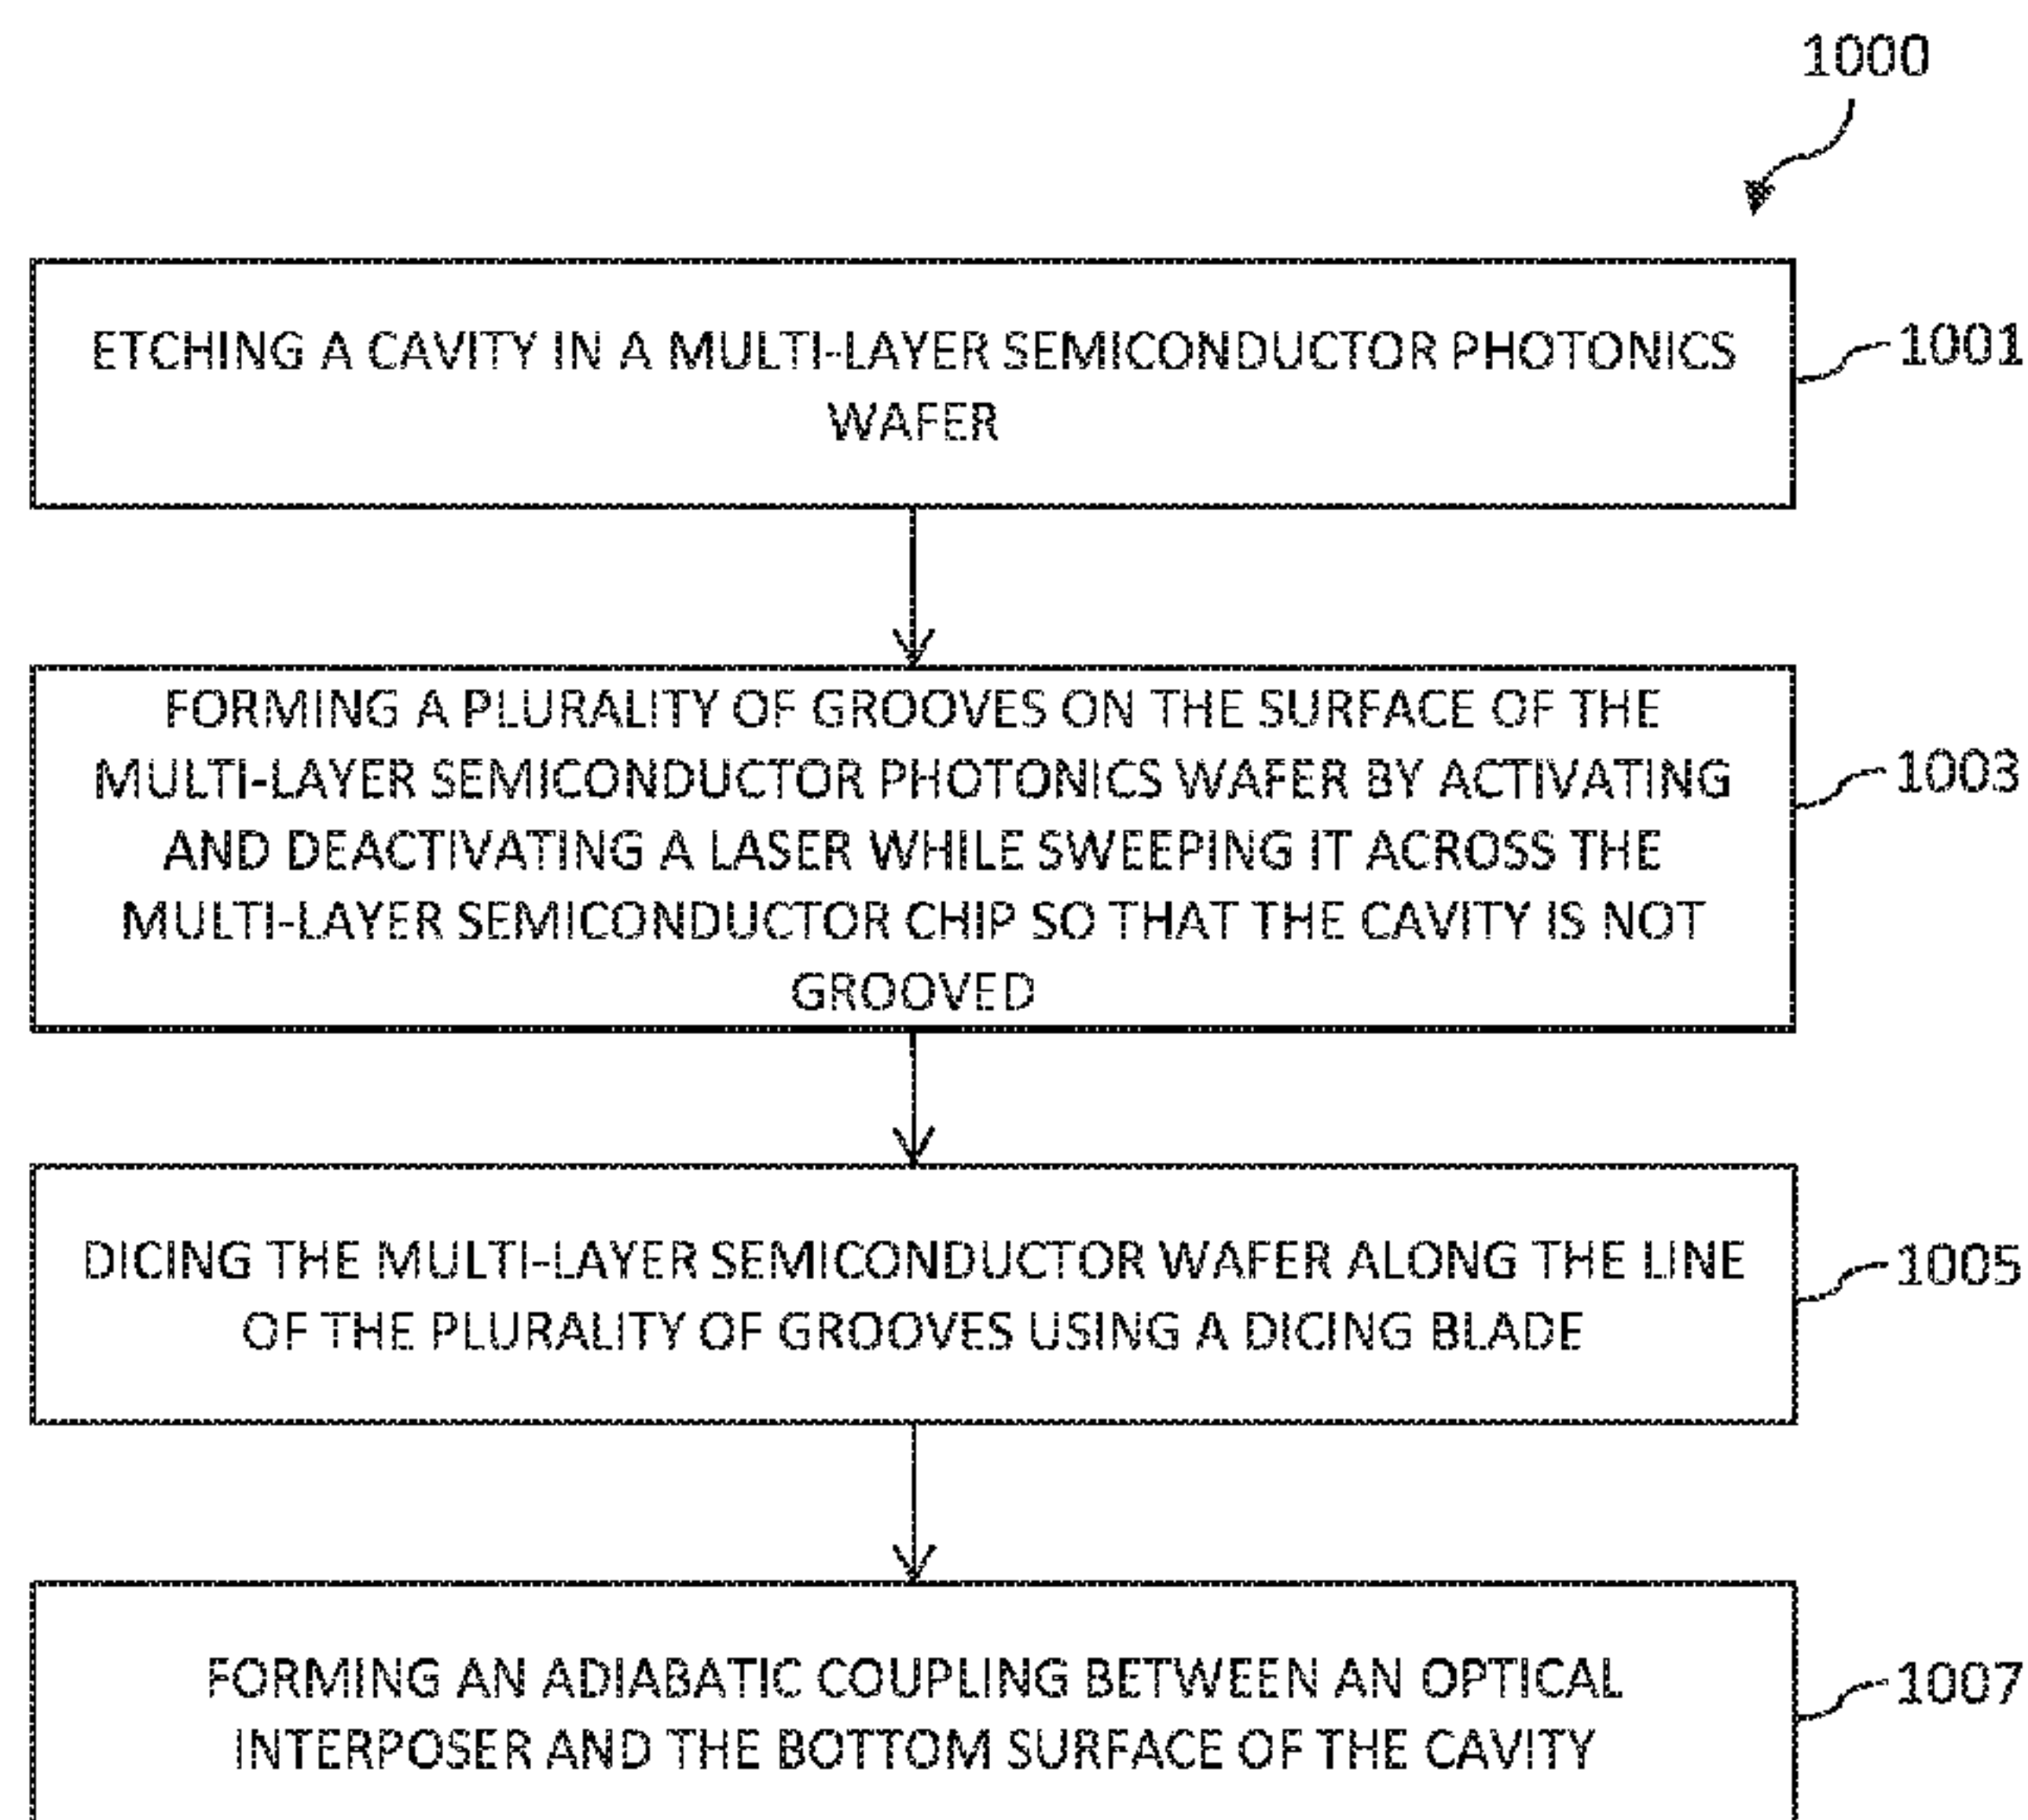 1000
ETCHING A CAVITY IN A MULTI-LAYER SEMICONDUCTOR PHOTONICS
WAFER
1001
FORMING A PLURALITY OF GROOVES ON THE SURFACE OF THE
MULTI-LAYER SEMICONDUCTOR PHOTONICS WAFER BY ACTIVATING
AND DEACTIVATING A LASER WHILE SWEEPING IT ACROSS THE
MULTI-LAYER SEMICONDUCTOR CHIP SO THAT THE CAVITY IS NOT
GROOVED
1003
DICING THE MULTI-LAYER SEMICONDUCTOR WAFER ALONG THE LINE
OF THE PLURALITY OF GROOVES USING A DICING BLADE
1005
FORMING AN ADIABATIC COUPLING BETWEEN AN OPTICAL
INTERPOSER AND THE BOTTOM SURFACE OF THE CAVITY
1007